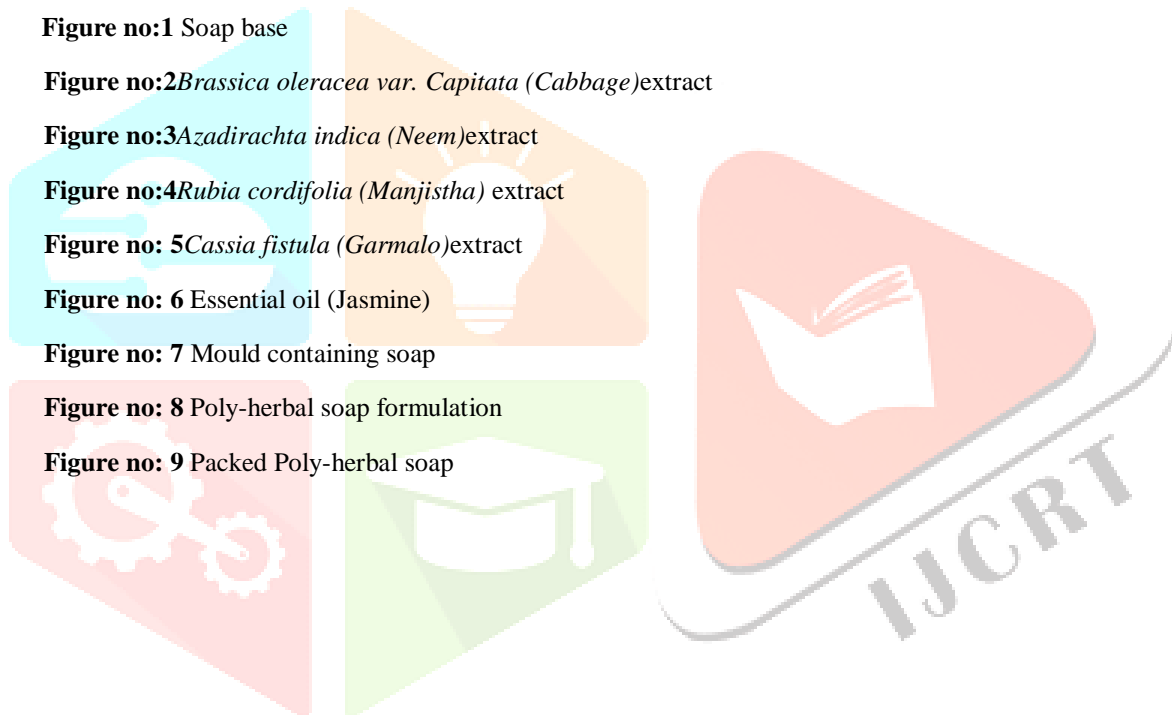 Figure no:1 Soap base
Figure no:2Brassica oleracea var. Capitata (Cabbage)extract
Figure no:3Azadirachta indica (Neem)extract
Figure no:4Rubia cordifolia (Manjistha) extract
Figure no: 5Cassia fistula (Garmalo)extract
Figure no: 6 Essential oil (Jasmine)
Figure no: 7 Mould containing soap
Figure no: 8 Poly-herbal soap formulation
Figure no: 9 Packed Poly-herbal soap
IJCRT